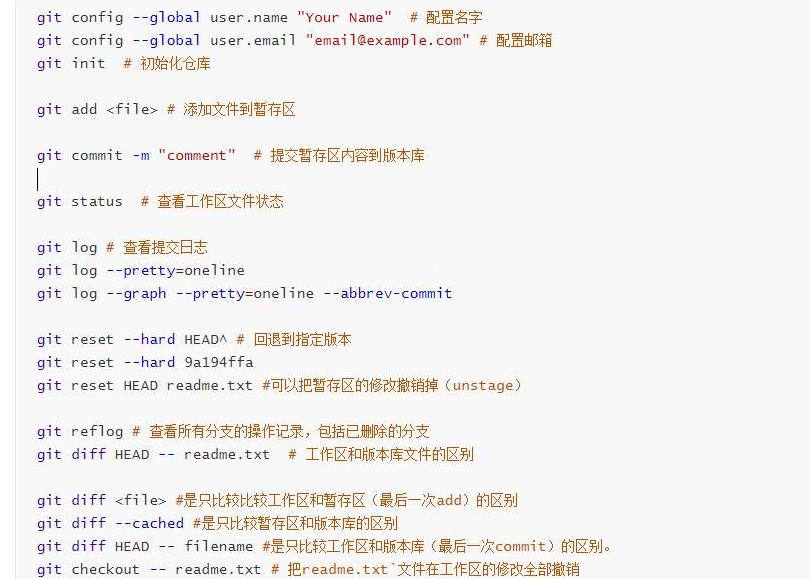 git config --global user.name "Your Name"  # 配置名字
git config --global user.email "email@example.com" # 配置邮箱
git init  # 初始化仓库
git add <file> # 添加文件到暂存区
git commit -m "comment"  # 提交暂存区内容到版本库
git status  # 查看工作区文件状态
git log # 查看提交日志
git log --pretty=oneline
git log --graph --pretty=oneline --abbrev-commit
git reset --hard HEAD^ # 回退到指定版本
git reset --hard 9a194ffa
git reset HEAD readme.txt #可以把暂存区的修改撤销掉（unstage）
git reflog # 查看所有分支的操作记录，包括已删除的分支
git diff HEAD -- readme.txt  # 工作区和版本库文件的区别
git diff <file> #是只比较比较工作区和暂存区（最后一次add）的区别
git diff --cached #是只比较暂存区和版本库的区别
git diff HEAD -- filename #是只比较工作区和版本库（最后一次commit）的区别。
git checkout -- readme.txt # 把readme.txt`文件在工作区的修改全部撤销